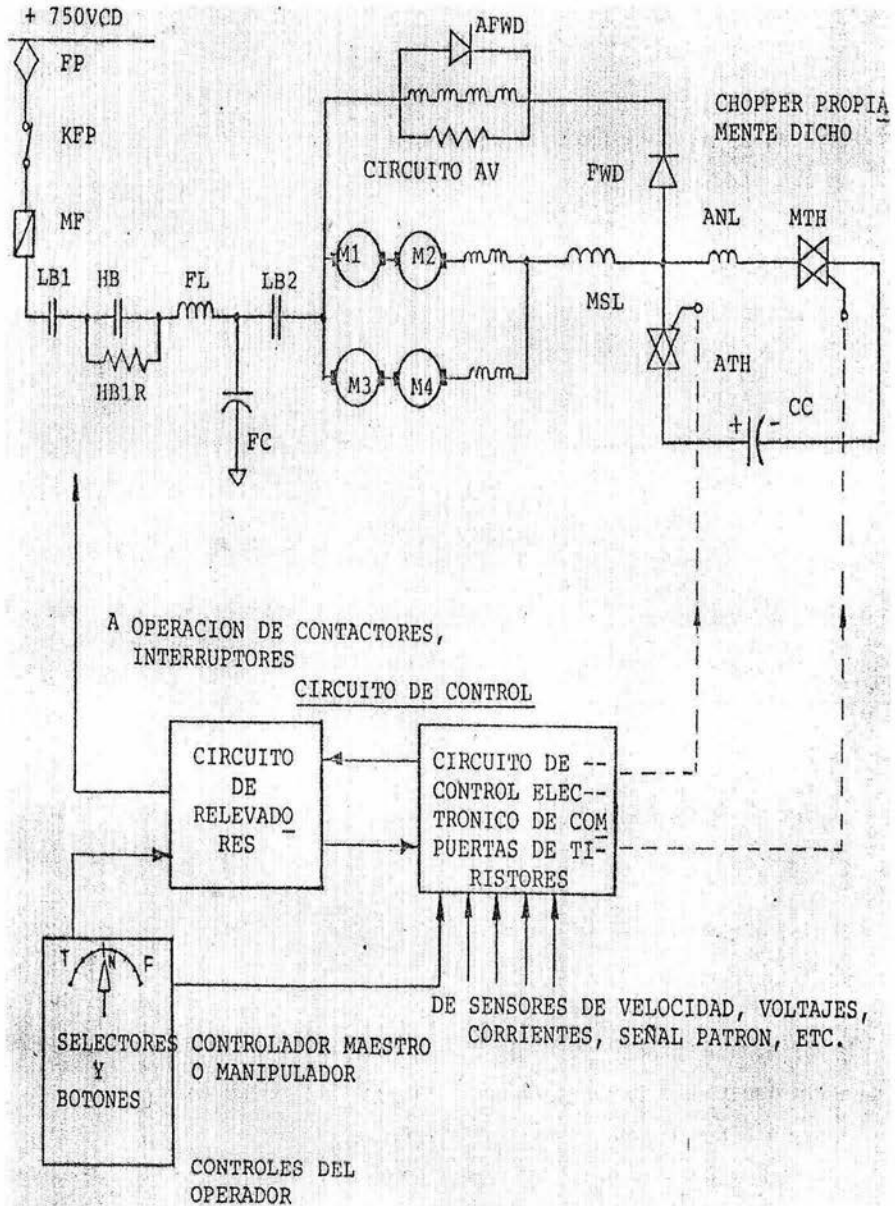 + 750VCD
FP
KFP
MF
LB1
HB
HB1R
FL
FC
LB2
AFWD
CIRCUITO AV
M1
M2
M3
M4
MSL
FWD
CHOPPER PROPIA
MENTE DICHO
ANL
MTH
ATH
+
-
CC
A OPERACION DE CONTACTORES,
INTERRUPTORES
CIRCUITO DE CONTROL
CIRCUITO
DE
RELEVADO
RES
CIRCUITO DE --
CONTROL ELEC--
TRONICO DE COM
PUERTAS DE TI-
RISTORES
T N F
SELECTORES
Y
BOTONES
CONTROLADOR MAESTRO
O MANIPULADOR
CONTROLES DEL
OPERADOR
DE SENSORES DE VELOCIDAD, VOLTAJES,
CORRIENTES, SEÑAL PATRON, ETC.